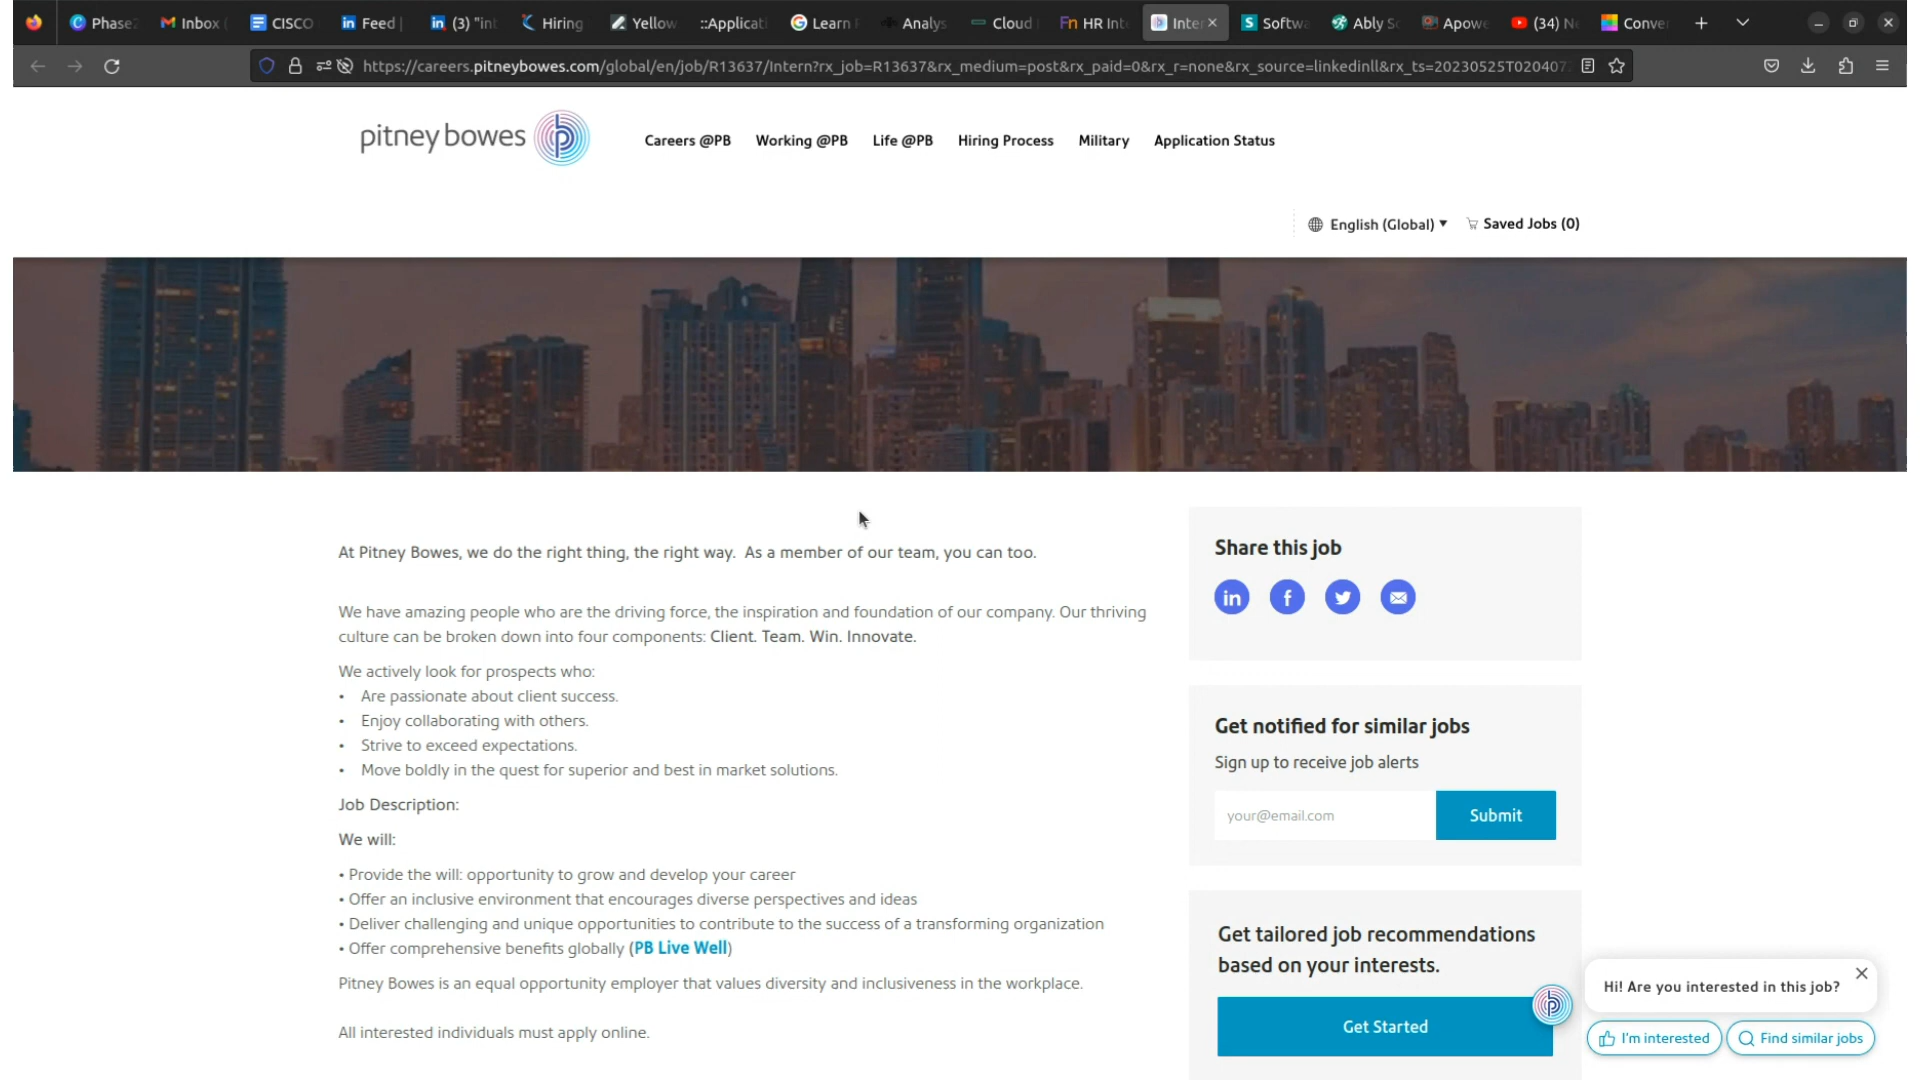 Phase2
Inbox (
CISCO
Feed |
(3) "int
Hiring
Yellow
::Applicati
Learn
Analys
Cloud
HR Inte
Inter
Softwa
Ably So
Apowe
(34) N
Conver
https://careers.pitneybowes.com/global/en/job/R13637/Intern?rx_job=R13637&rx_medium=post&rx_paid=0&rx_r=none&rx_source=linkedinll&rx_ts=20230525T020407
pitney bowes
Careers @PB
Working @PB
Life @PB
Hiring Process
Military
Application Status
English (Global)
Saved Jobs (0)
At Pitney Bowes, we do the right thing, the right way. As a member of our team, you can too.
We have amazing people who are the driving force, the inspiration and foundation of our company. Our thriving
culture can be broken down into four components: Client. Team. Win. Innovate.
We actively look for prospects who:
• Are passionate about client success.
• Enjoy collaborating with others.
• Strive to exceed expectations.
• Move boldly in the quest for superior and best in market solutions.
Job Description:
We will:
• Provide the will: opportunity to grow and develop your career
• Offer an inclusive environment that encourages diverse perspectives and ideas
• Deliver challenging and unique opportunities to contribute to the success of a transforming organization
• Offer comprehensive benefits globally (PB Live Well)
Pitney Bowes is an equal opportunity employer that values diversity and inclusiveness in the workplace.
All interested individuals must apply online.
Share this job
Get notified for similar jobs
Sign up to receive job alerts
your@email.com
Submit
Get tailored job recommendations
based on your interests.
Get Started
Hi! Are you interested in this job?
I'm interested
Find similar jobs